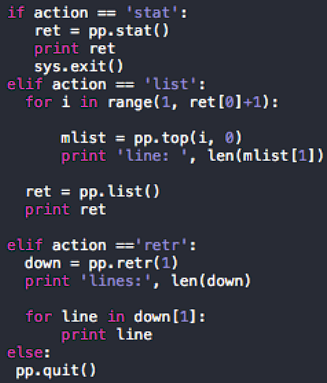 if action == 'stat':
    ret = pp.stat()
    print ret
    sys.exit()
elif action == 'list':
   for i in range(1, ret[0]+1):

        mlist = pp.top(i, 0)
        print 'line: ', len(mlist[1])

   ret = pp.list()
   print ret

elif action =='retr':
   down = pp.retr(1)
   print 'lines:', len(down)

   for line in down[1]:
        print line
else:
  pp.quit()